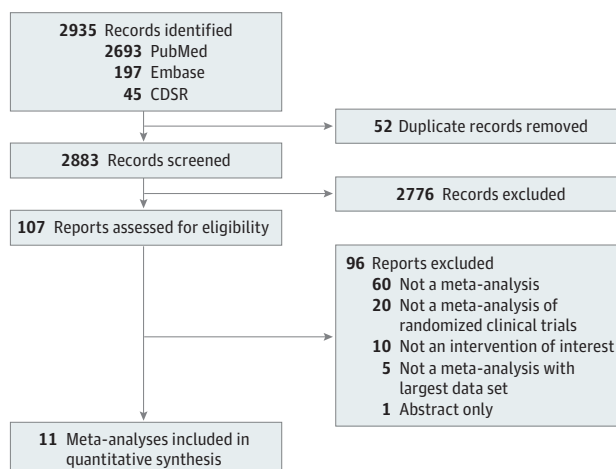 2935 Records identified
2693 PubMed
197 Embase
45 CDSR
52 Duplicate records removed
2883 Records screened
2776 Records excluded
107 Reports assessed for eligibility
96 Reports excluded
60 Not a meta-analysis
20 Not a meta-analysis of
randomized clinical trials
10 Not an intervention of interest
5 Not a meta-analysis with
largest data set
1 Abstract only
11 Meta-analyses included in
quantitative synthesis